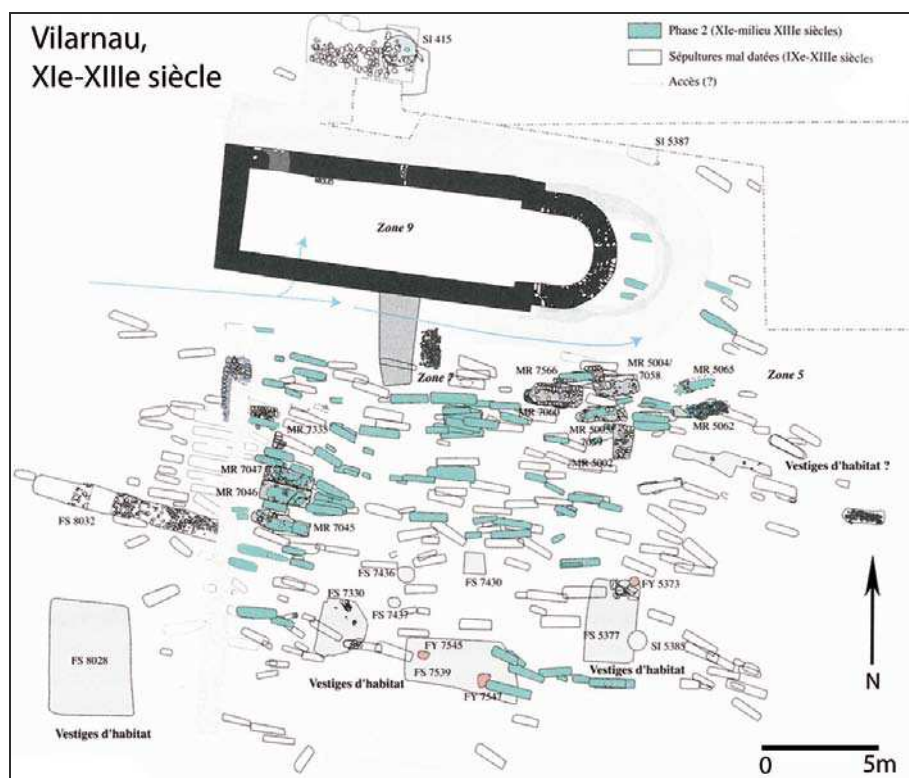 Vilarnau,
XIe-XIIIe siècle
SI 415
Phase 2 (XIe-milieu XIIIe siècles)
Sépultures mal datées (IXe-XIIIe siècles)
Accès (?)
SI 5387
Zone 9
MR 7566
MR 5004/
7058
MR 5065
Zone 5
Zone 7
MR 7060
MR 5062
MR 7335
MR 5002
MR 7047
Vestiges d'habitat ?
MR 7046
MR 7045
FS 8032
FS 7436
FS 7430
FY 5373
FS 7330
FS 7437
FS 5377
SI 5385
FY 7545
FS 8028
FS 7539
Vestiges d'habitat
Vestiges d'habitat
FY 7547
Vestiges d'habitat
N
0 5m